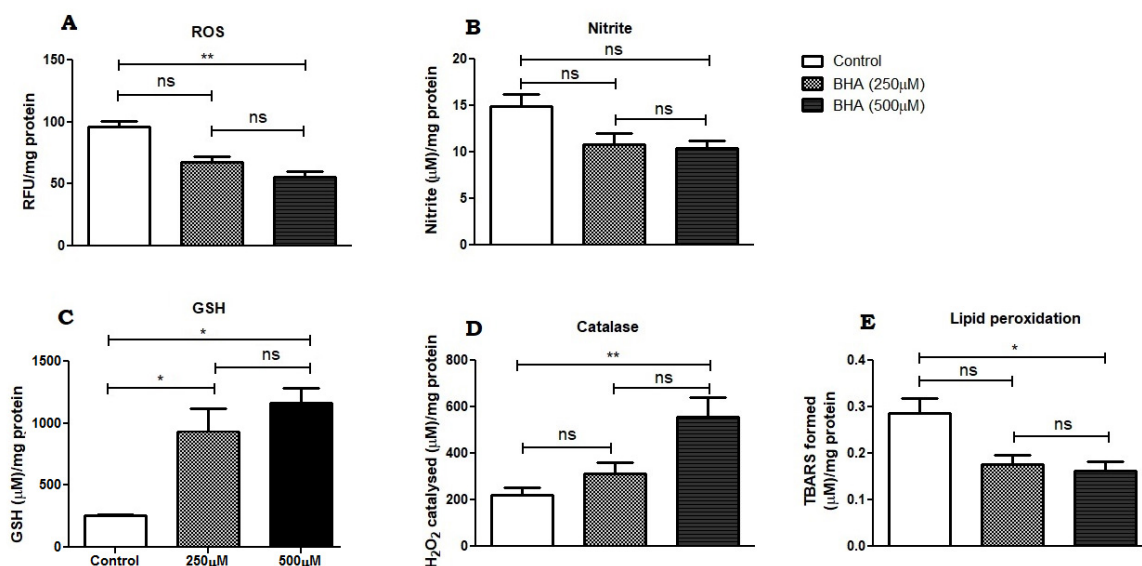 A
ROS
**
ns
ns
RFU/mg protein
150
100
50
0
B
Nitrite
ns
ns
ns
Nitrite (μM)/mg protein
20
15
10
5
0
Control
BHA (250μM)
BHA (500μM)
C
GSH
*
*
ns
GSH (μM)/mg protein
1500
1000
500
0
Control
250μM
500μM
D
Catalase
**
ns
ns
H₂O₂ catalysed (μM)/mg protein
800
600
400
200
0
E
Lipid peroxidation
*
ns
ns
TBARS formed
(μM)/mg protein
0.4
0.3
0.2
0.1
0.0